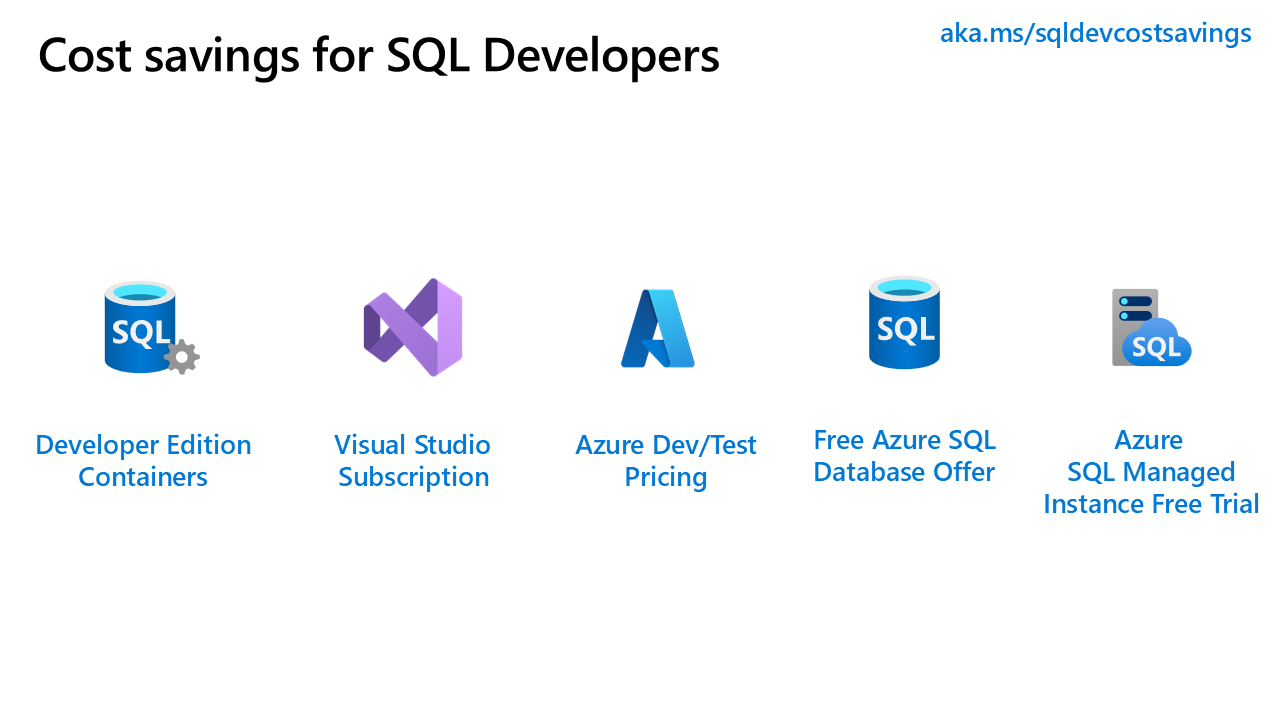 Cost savings for SQL Developers
aka.ms/sqldevcostsavings
SQL
Developer Edition
Containers
Visual Studio
Subscription
Azure Dev/Test
Pricing
SQL
Free Azure SQL
Database Offer
SQL
Azure
SQL Managed
Instance Free Trial